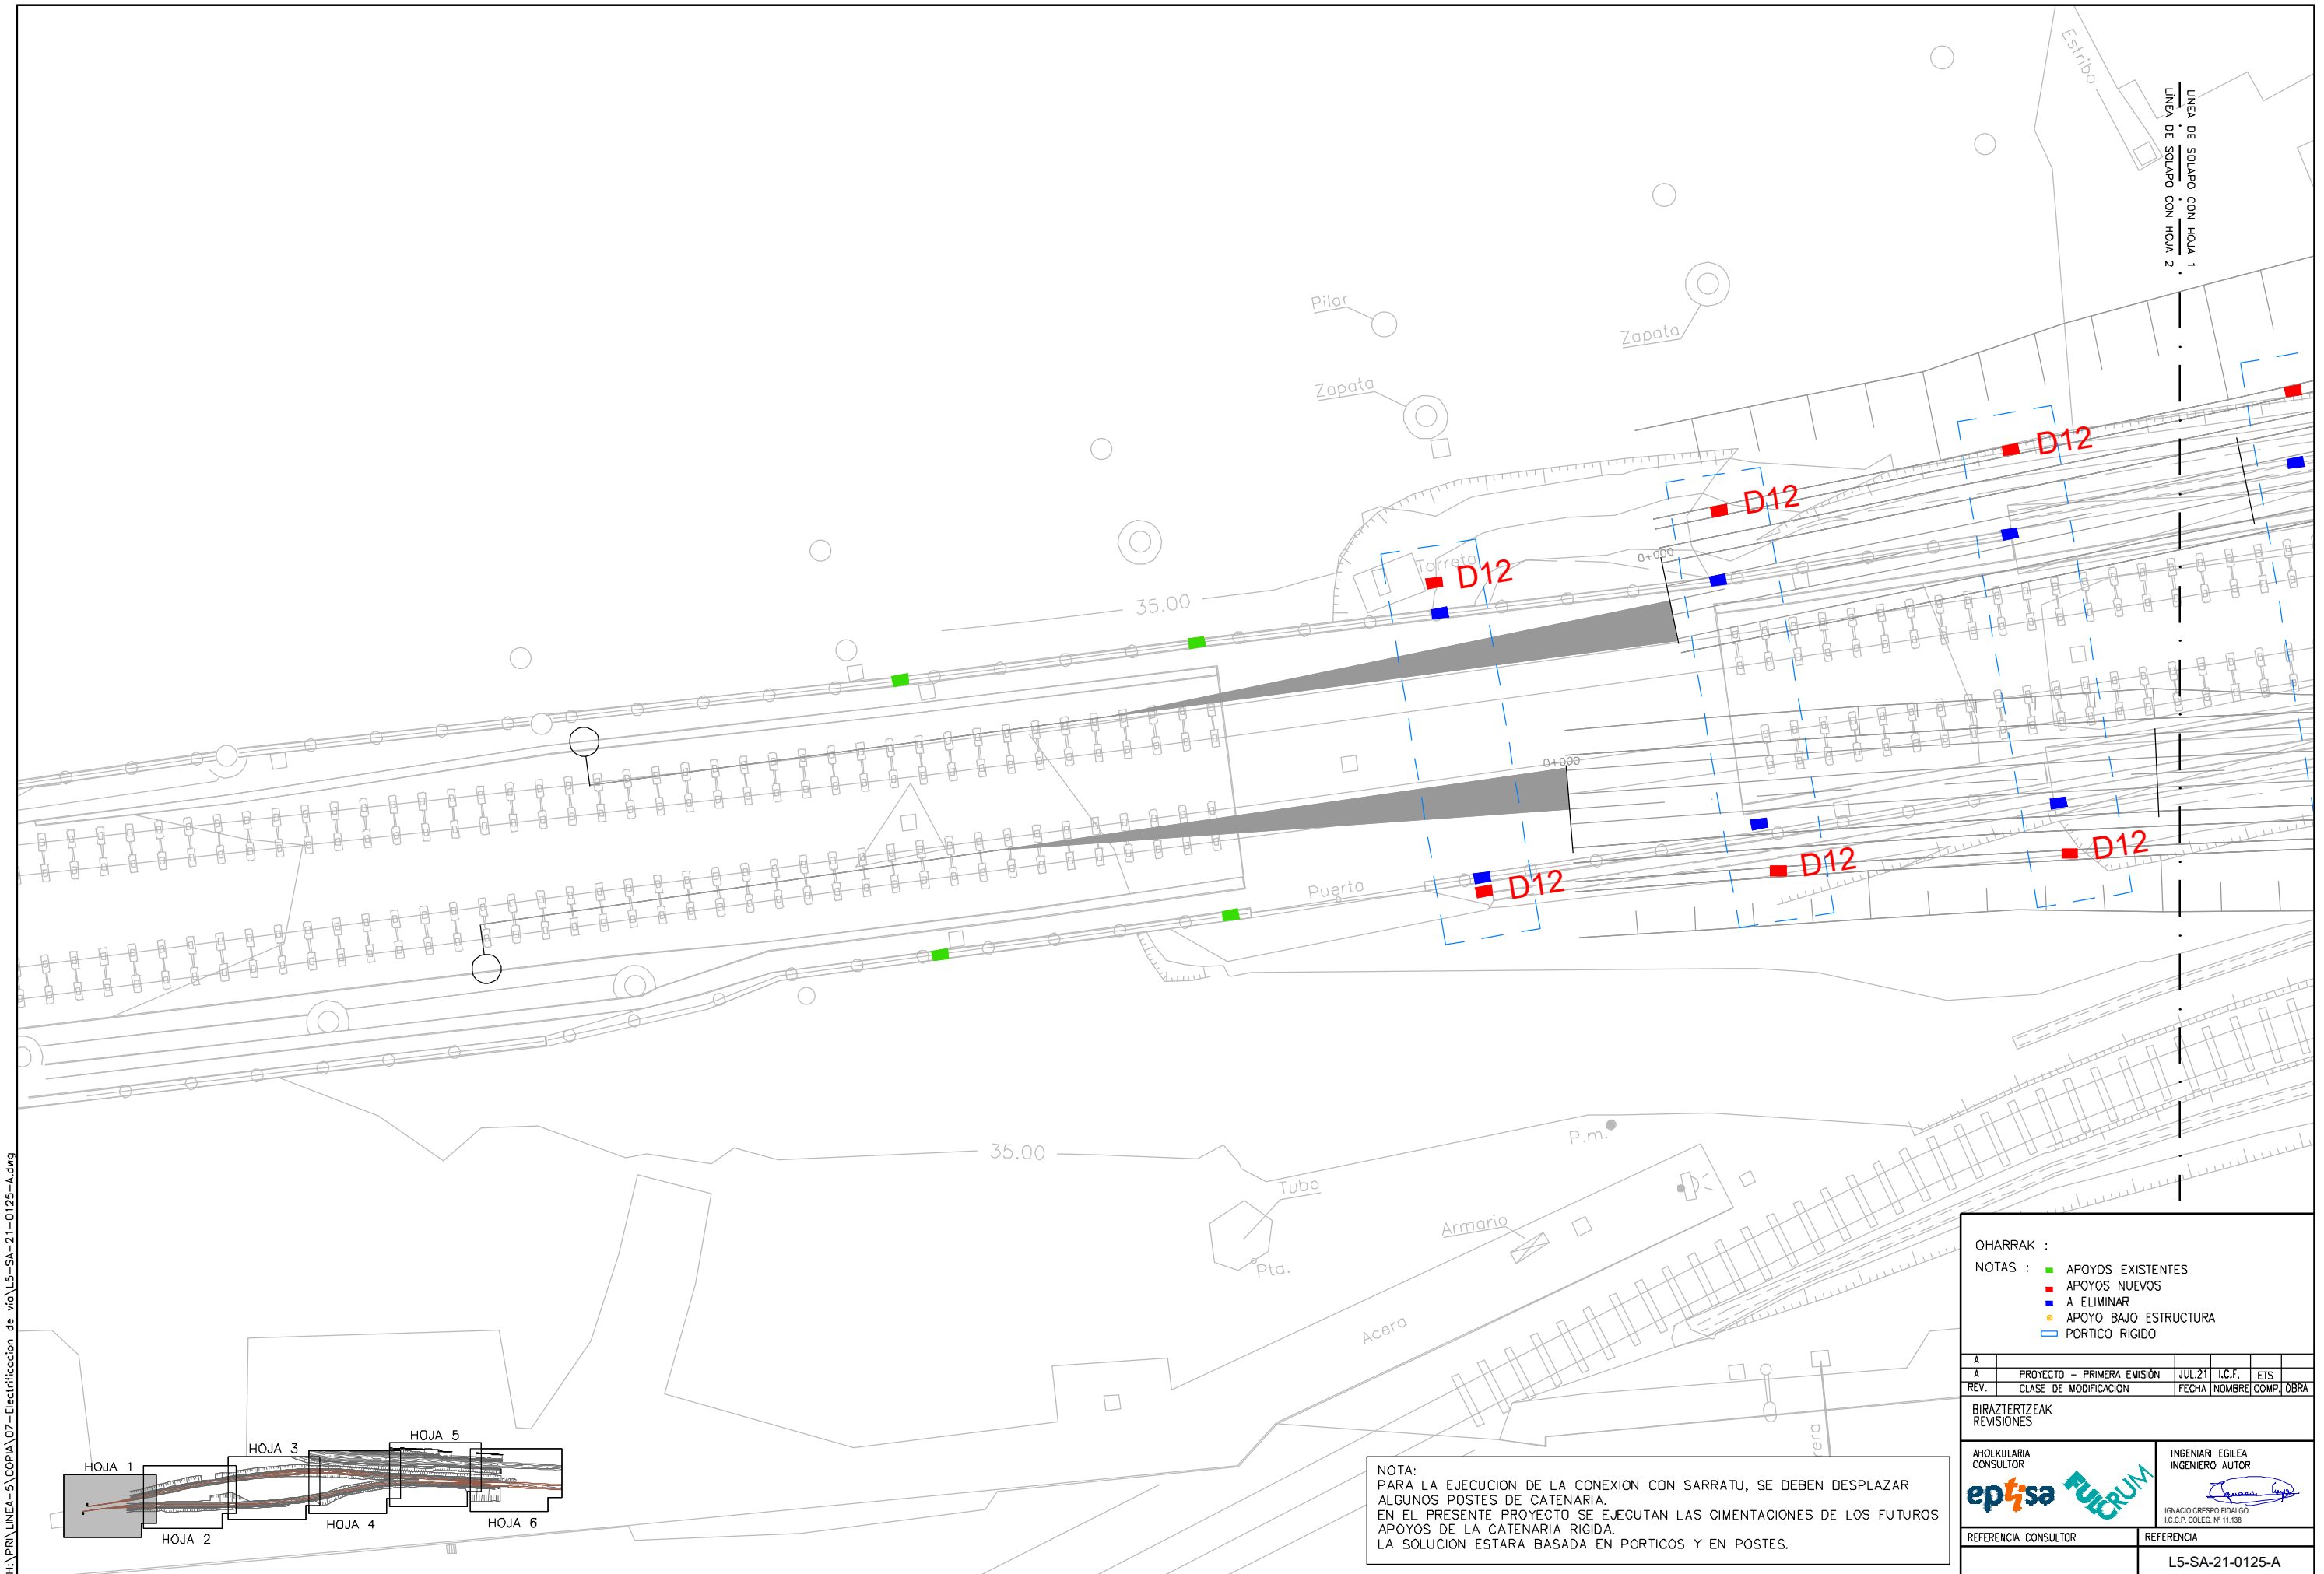 Estribo
LÍNEA DE SOLAPO CON HOJA 1
LÍNEA DE SOLAPO CON HOJA 2
Pilar
Zapata
Zapata
D12
D12
0+000
Torreta
D12
35.00
0+000
D12
D12
D12
Puerta
35.00
P.m.
Tubo
Armario
Pta.
Acera
H:\PRI\LINEA-5\COPIA\07-Electrificacion de vía\L5-SA-21-0125-A.dwg
HOJA 1
HOJA 2
HOJA 3
HOJA 4
HOJA 5
HOJA 6
NOTA:
PARA LA EJECUCION DE LA CONEXION CON SARRATU, SE DEBEN DESPLAZAR
ALGUNOS POSTES DE CATENARIA.
EN EL PRESENTE PROYECTO SE EJECUTAN LAS CIMENTACIONES DE LOS FUTUROS
APOYOS DE LA CATENARIA RIGIDA.
LA SOLUCION ESTARA BASADA EN PORTICOS Y EN POSTES.
OHARRAK :
NOTAS :
APOYOS EXISTENTES
APOYOS NUEVOS
A ELIMINAR
APOYO BAJO ESTRUCTURA
PORTICO RIGIDO
A
A PROYECTO - PRIMERA EMISIÓN JUL.21 I.C.F. ETS
REV. CLASE DE MODIFICACION FECHA NOMBRE COMP. OBRA
BIRAZTERTZEAK
REVISIONES
AHOLKULARIA
CONSULTOR
eptisa FULCRUM
INGENIARI EGILEA
INGENIERO AUTOR
IGNACIO CRESPO FIDALGO
I.C.C.P. COLEG. Nº 11.138
REFERENCIA CONSULTOR
REFERENCIA
L5-SA-21-0125-A